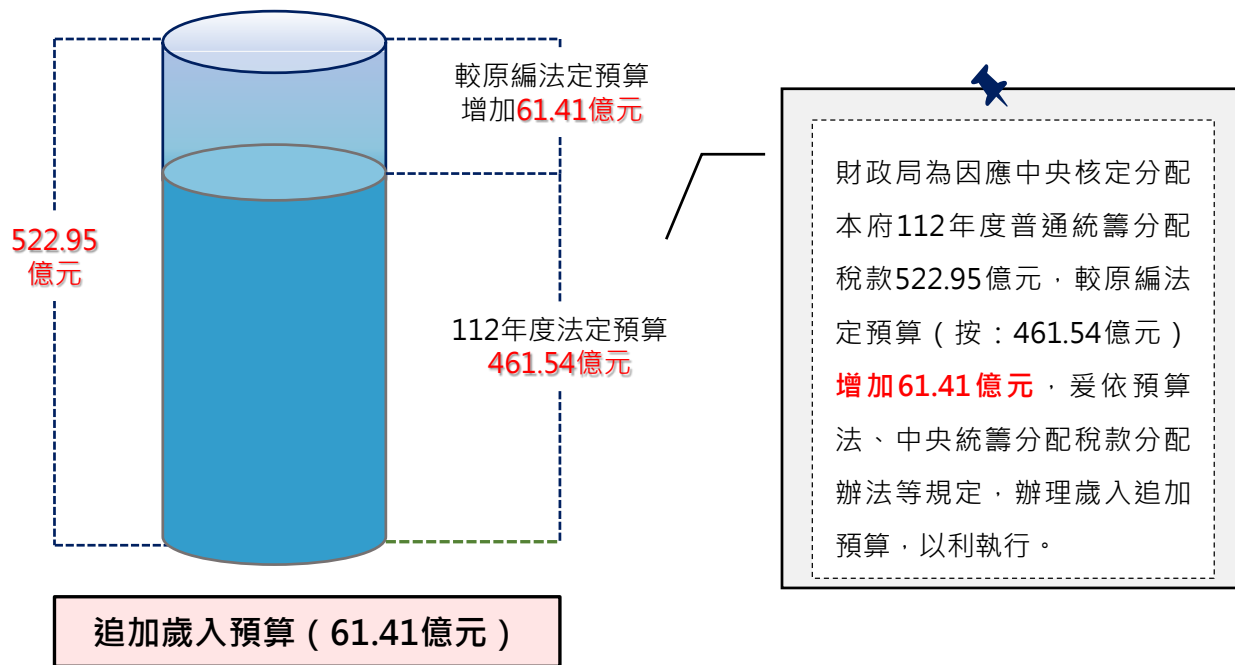 522.95
億元
較原編法定預算
增加61.41億元
112年度法定預算
461.54億元
追加歲入預算（61.41億元）
財政局為因應中央核定分配
本府112年度普通統籌分配
稅款522.95億元，較原編法
定預算（按：461.54億元）
增加61.41億元，爰依預算
法、中央統籌分配稅款分配
辦法等規定，辦理歲入追加
預算，以利執行。